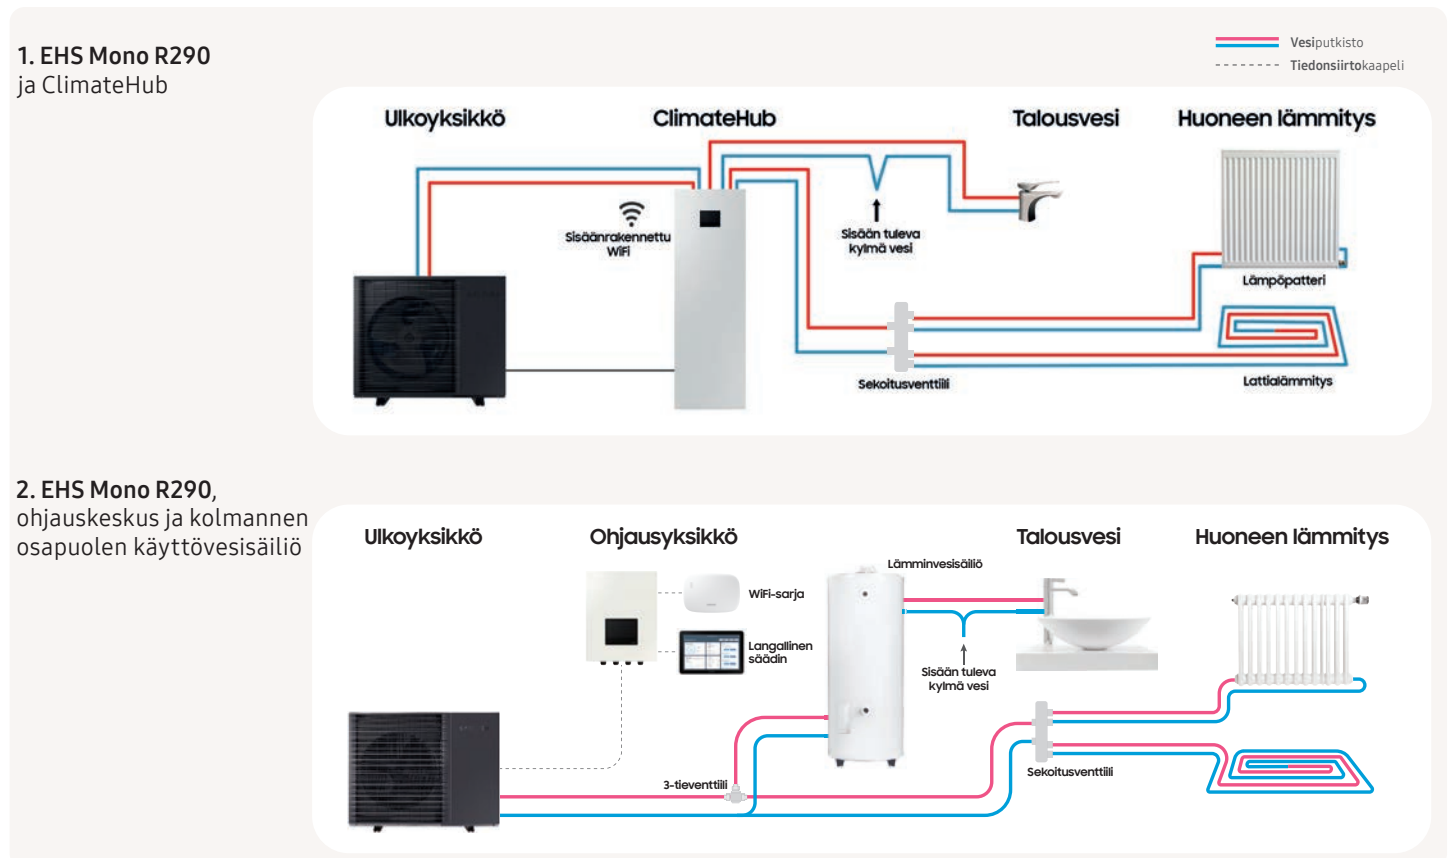 1. EHS Mono R290
ja ClimateHub
Vesiputkisto
Tiedonsiirtokaapeli
Ulkoyksikkö
ClimateHub
Talousvesi
Huoneen lämmitys
Sisäänrakennettu
WiFi
Sisään tuleva
kylmä vesi
Lämpöpatteri
Sekoitusventtiili
Lattialämmitys
2. EHS Mono R290,
ohjauskeskus ja kolmannen
osapuolen käyttövesisäiliö
Ulkoyksikkö
Ohjausyksikkö
Talousvesi
Huoneen lämmitys
Lämminvesisäiliö
WiFi-sarja
Langallinen
säädin
Sisään tuleva
kylmä vesi
3-tieventtiili
Sekoitusventtiili